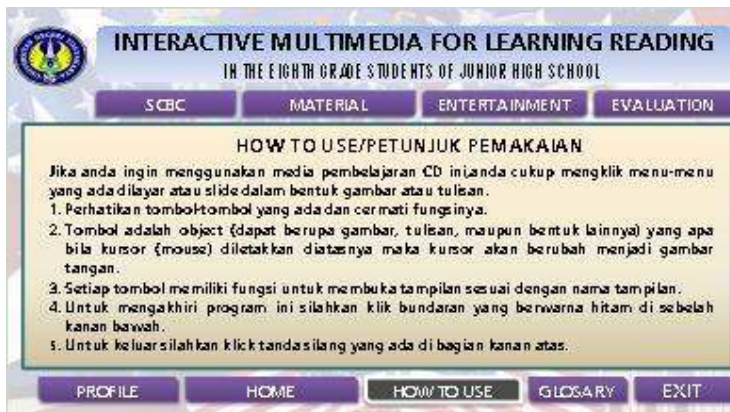 INTERACTIVE MULTIMEDIA FOR LEARNING READING
IN THE EIGHTH GRADE STUDENTS OF JUNIOR HIGH SCHOOL
SCBC MATERIAL ENTERTAINMENT EVALUATION
HOW TO USE/PETUNJUK PEMAKAIAN
Jika anda ingin menggunakan media pembelajaran CD ini,anda cukup mengklik menu-menu
yang ada dilayar atau slide dalam bentuk gambar atau tulisan.
1. Perhatikan tombol-tombol yang ada dan cermati fungsinya.
2. Tombol adalah object (dapat berupa gambar, tulisan, maupun bentuk lainnya) yang apa
bila kursor (mouse) diletakkan diatasnya maka kursor akan berubah menjadi gambar
tangan.
3. Setiap tombol memiliki fungsi untuk membuka tampilan sesuai dengan nama tampilan.
4. Untuk mengakhiri program ini silahkan klik bundaran yang berwarna hitam di sebelah
kanan bawah.
5. Untuk keluar silahkan klick tanda silang yang ada di bagian kanan atas.
PROFILE HOME HOW TO USE GLOSARY EXIT